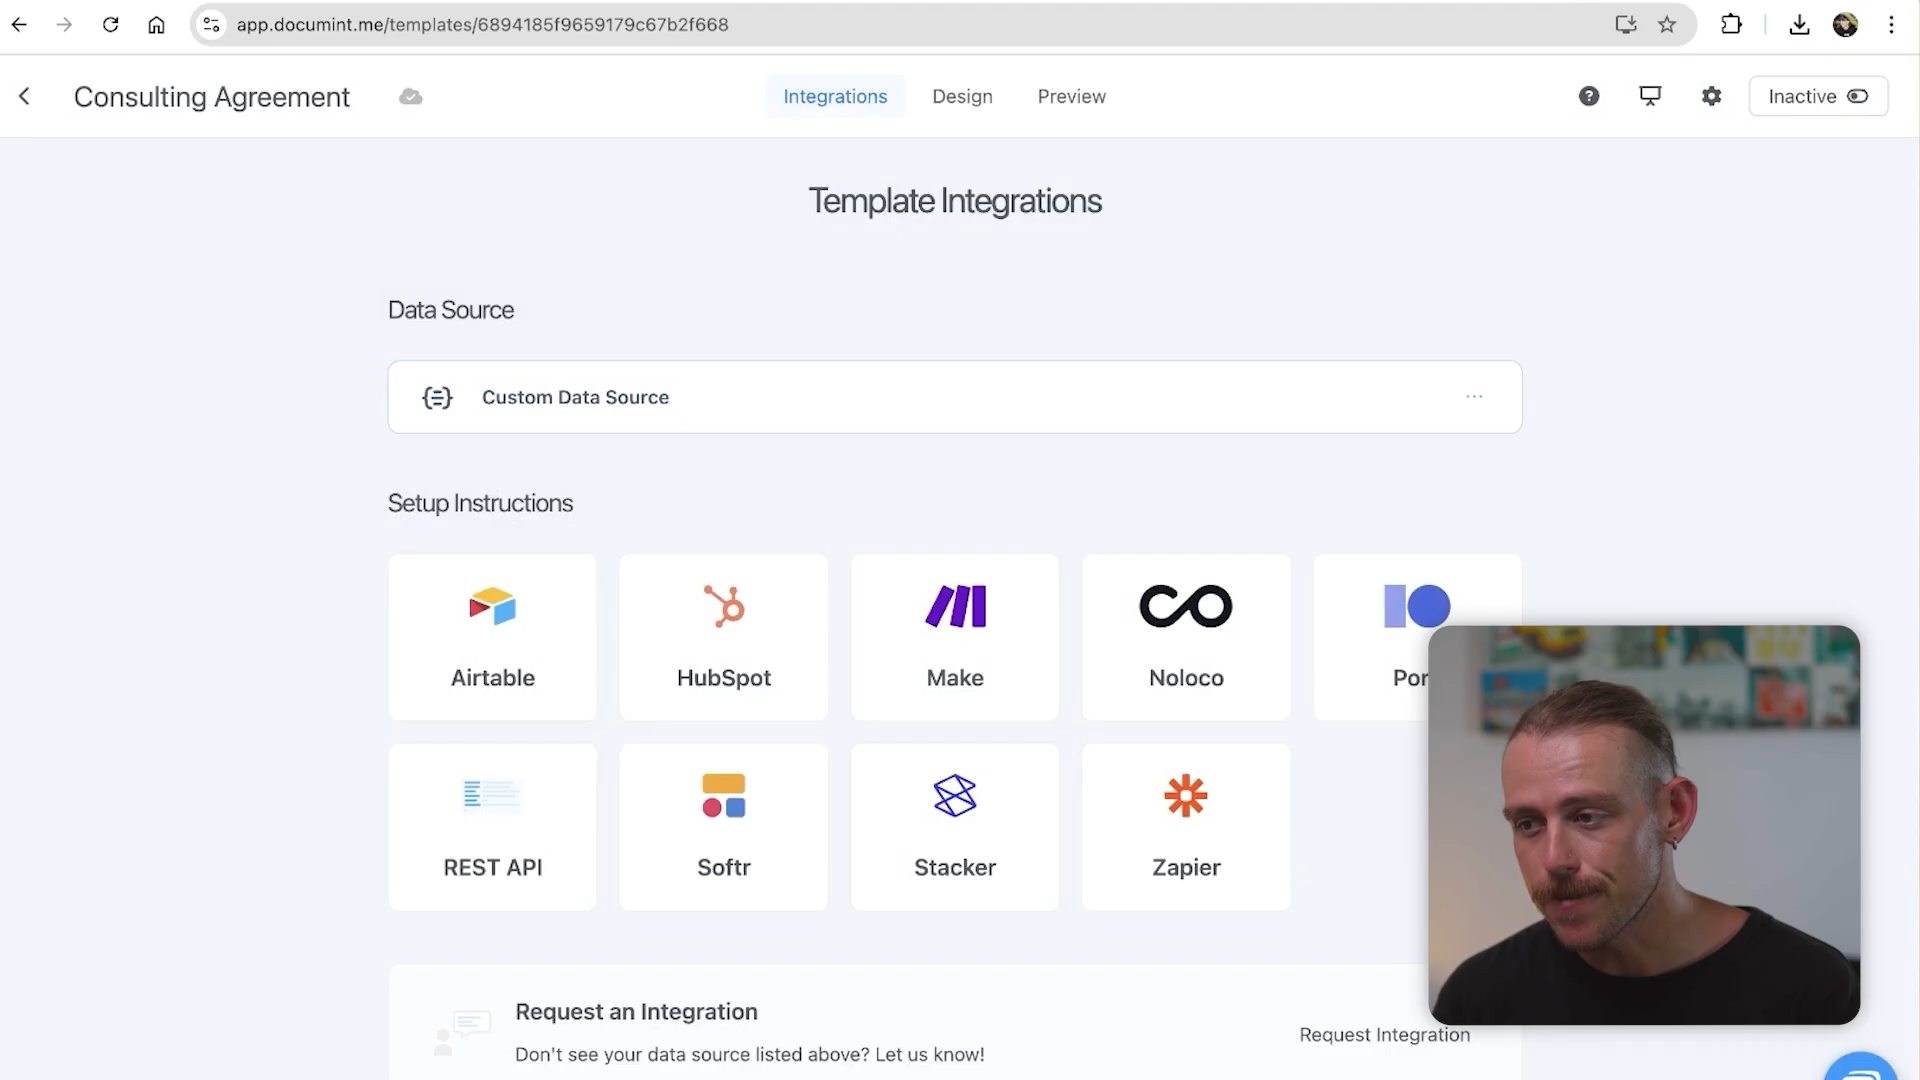 app.documint.me/templates/6894185f9659179c67b2f668
Consulting Agreement
Integrations
Design
Preview
Inactive
Template Integrations
Data Source
Custom Data Source
Setup Instructions
Airtable
HubSpot
Make
Noloco
Por
REST API
Softr
Stacker
Zapier
Request an Integration
Don't see your data source listed above? Let us know!
Request Integration